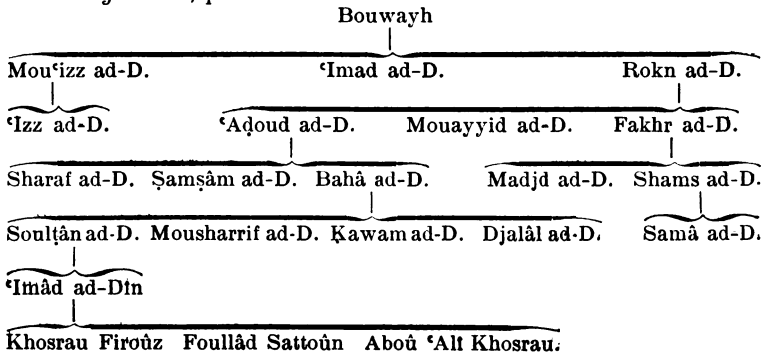 Bouwayh
Mouʿizz ad-D. ʿImad ad-D. Rokn ad-D.
ʿIzz ad-D. ʿAḍoud ad-D. Mouayyid ad-D. Fakhr ad-D.
Sharaf ad-D. Ṣamṣâm ad-D. Bahâ ad-D. Madjd ad-D. Shams ad-D.
Soulṭân ad-D. Mousharrif ad-D. Ḳawam ad-D. Djalâl ad-D. Samâ ad-D.
ʿImâd ad-Dîn
Khosrau Firoûz Foullâd Sattoûn Aboû ʿAlî Khosrau.